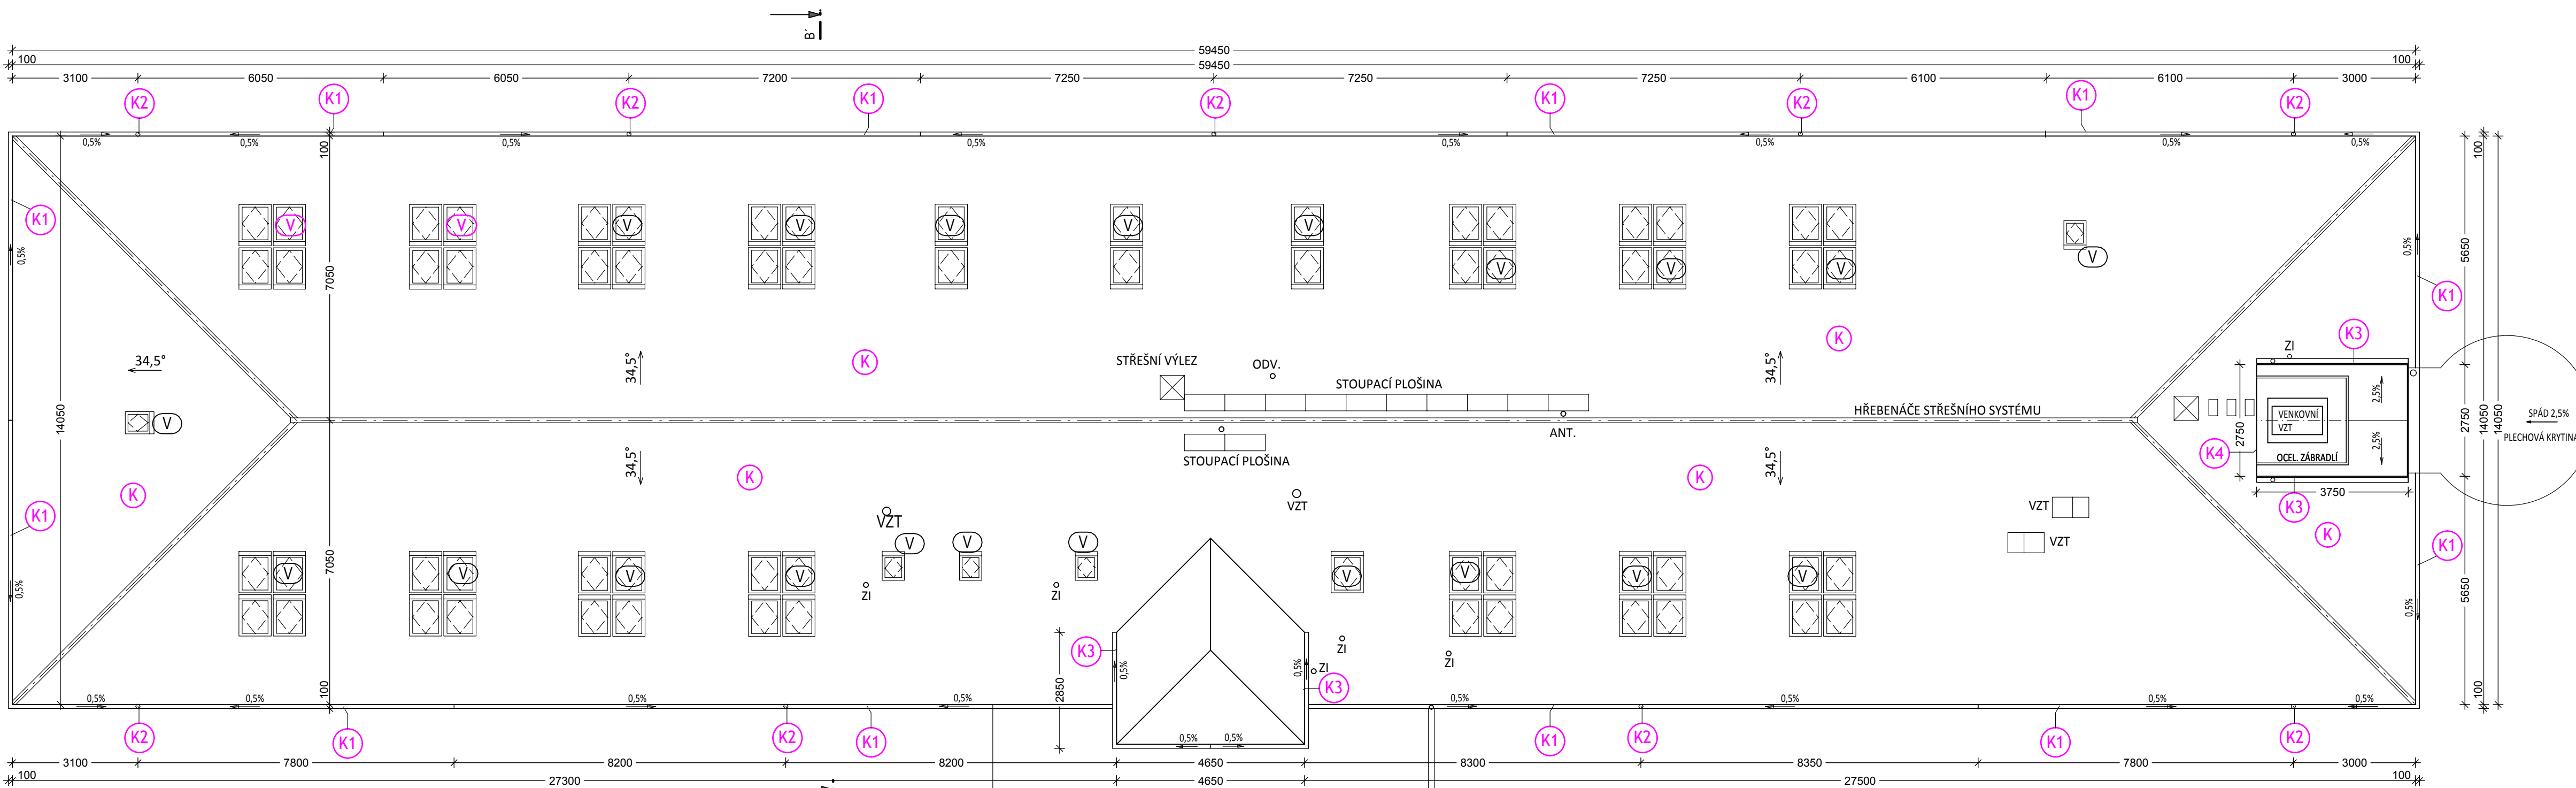 B'
59450
100 59450 100
3100 6050 6050 7200 7250 7250 7250 6100 6100 3000
K2 K1 K2 K1 K2 K1 K2 K1 K2
0,5% 0,5% 0,5% 0,5% 0,5% 0,5% 0,5% 0,5%
100 100
K1 V V V V V V V V V V V K1
0,5% 7050 0,5% 5650
34,5° 34,5° K STŘEŠNÍ VÝLEZ ODV. 34,5° K K3 ZI
STOUPACÍ PLOŠINA
14050 V HŘEBENÁČE STŘEŠNÍHO SYSTÉMU 2,5% 2750 14050 14050 SPÁD 2,5%
VENKOVNÍ
VZT
ANT. 2750 2,5% PLECHOVÁ KRYTINA
STOUPACÍ PLOŠINA
34,5° 34,5° K4 OCEL. ZÁBRADLÍ
K K K 3750
K1 VZT VZT VZT K3 K
V V V VZT K1
7050 V V V V V V V V
0,5% ZI ZI 5650 0,5%
ZI ZI
K3 0,5% 0,5% ZI
100 2850 K3 100
0,5% 0,5% 0,5% 0,5% 0,5% 0,5% 0,5% 0,5%
K2 K1 K2 K1 0,5% 0,5% K1 K2 K1 K2
3100 7800 8200 8200 4650 8300 8350 7800 3000
100 27300 4650 27500 100